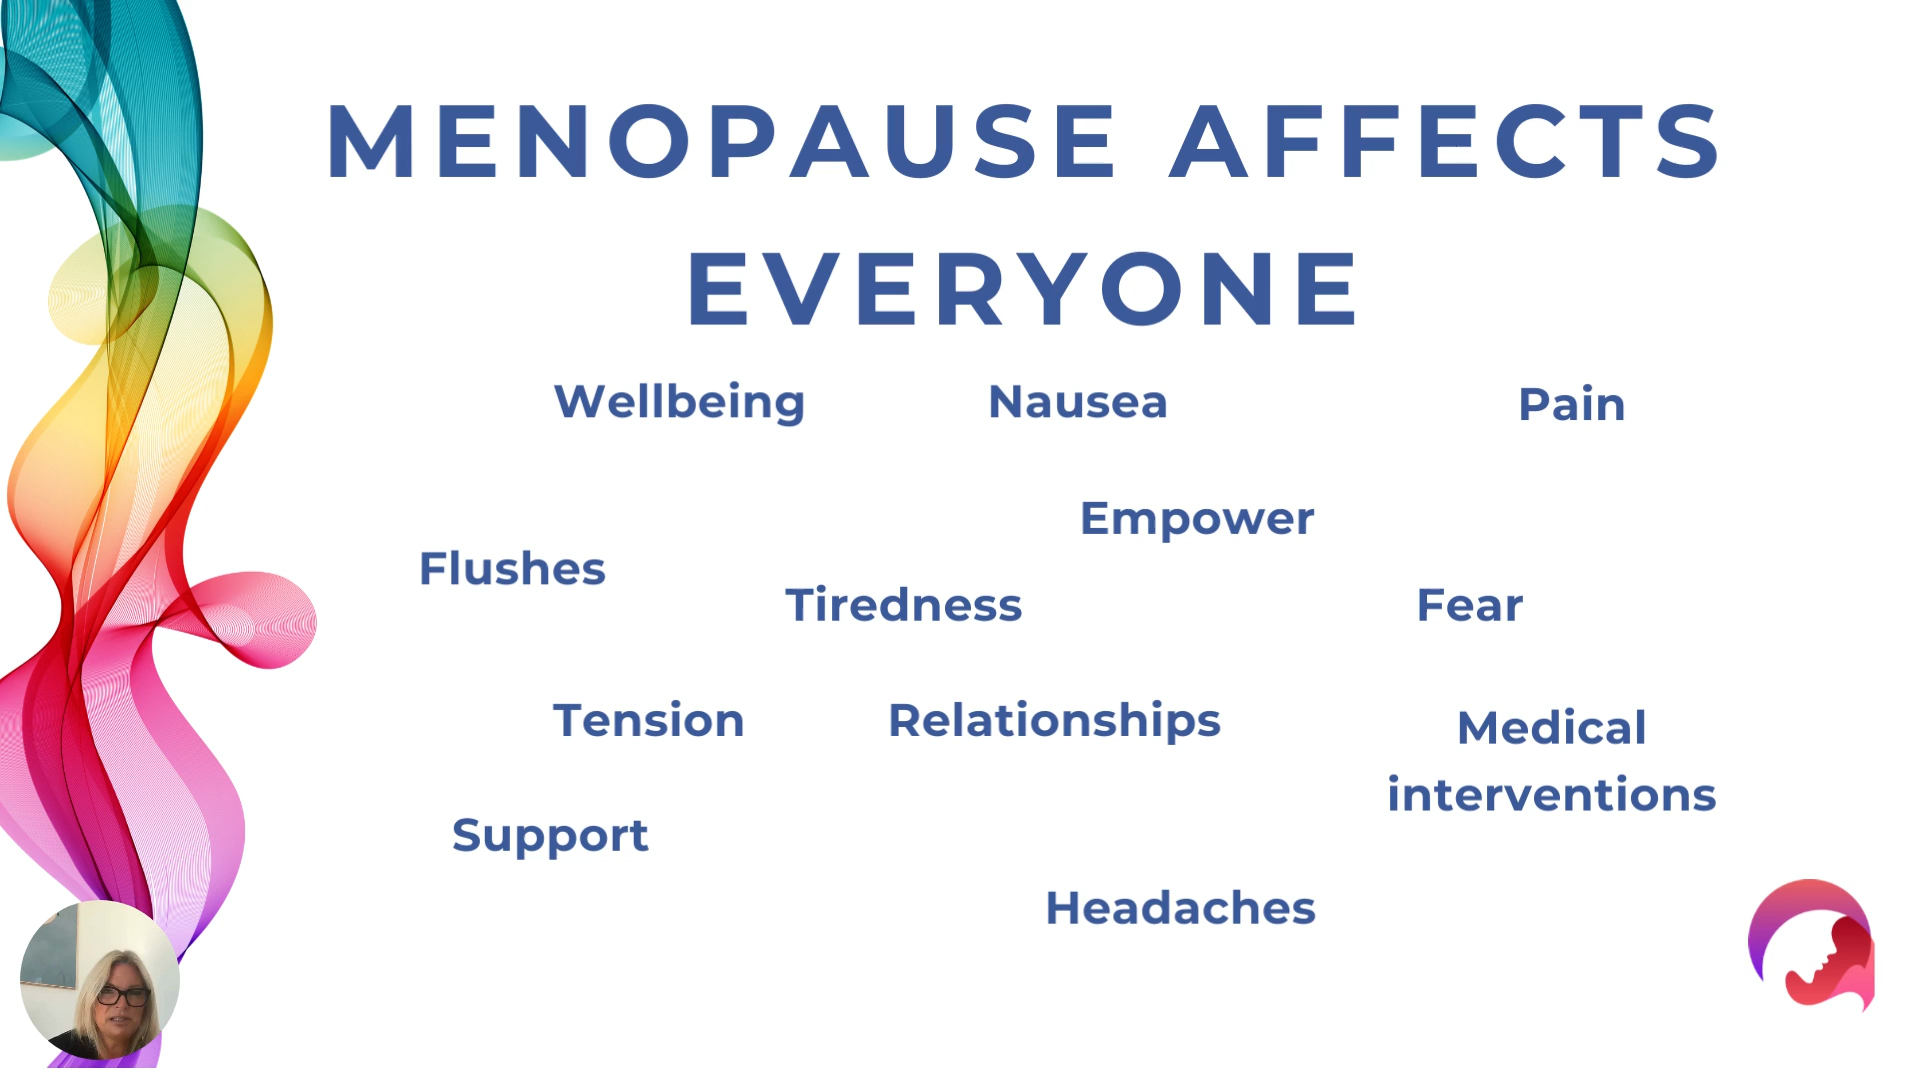 MENOPAUSE AFFECTS
EVERYONE
Wellbeing
Nausea
Pain
Empower
Flushes
Tiredness
Fear
Tension
Relationships
Medical
interventions
Support
Headaches